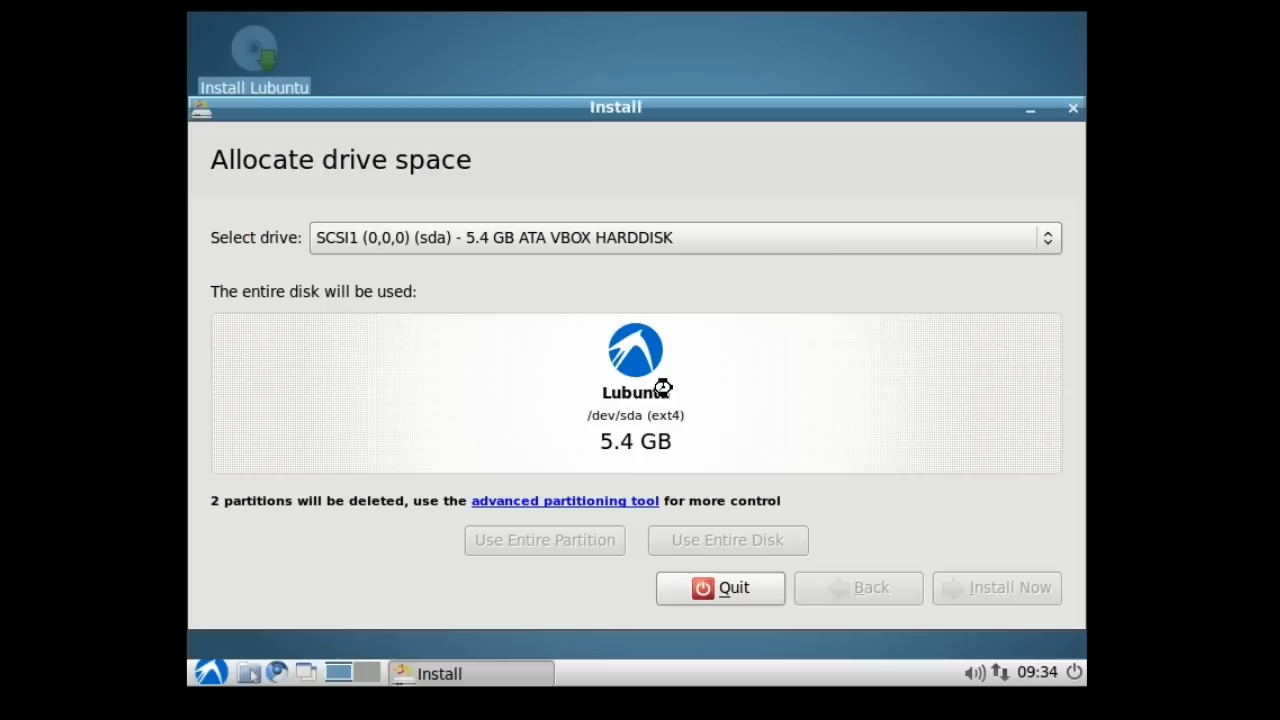 Install Lubuntu
Install
Allocate drive space
Select drive: SCSI1 (0,0,0) (sda) - 5.4 GB ATA VBOX HARDDISK
The entire disk will be used:
Lubuntu
/dev/sda (ext4)
5.4 GB
2 partitions will be deleted, use the advanced partitioning tool for more control
Use Entire Partition Use Entire Disk
Quit Back Install Now
Install 09:34